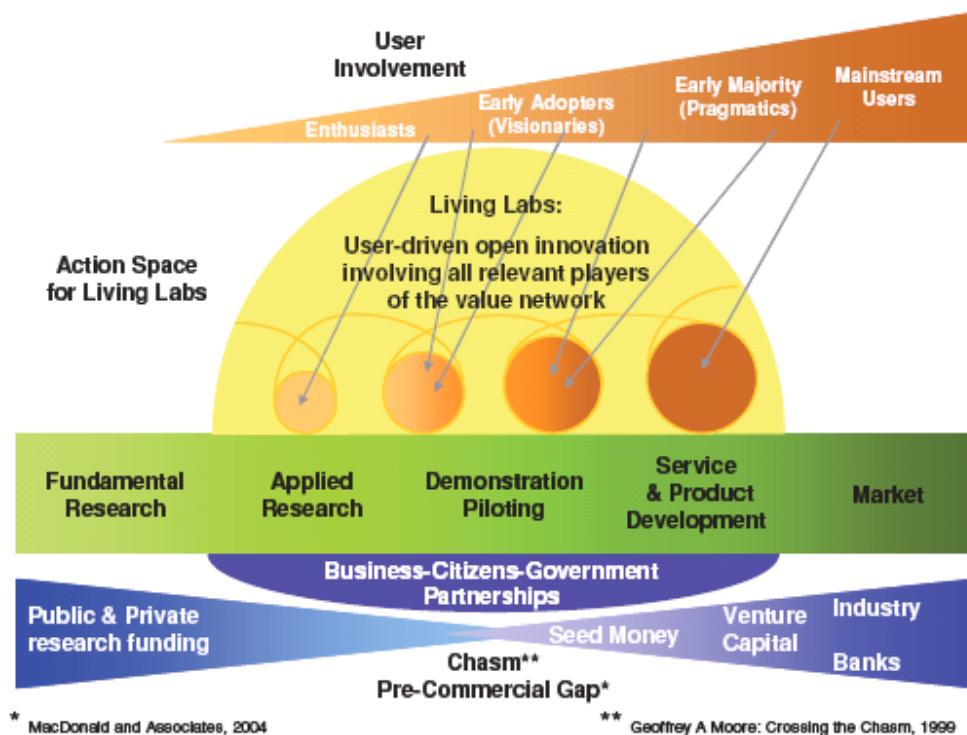 User
Involvement
Enthusiasts
Early Adopters
(Visionaries)
Early Majority
(Pragmatics)
Mainstream
Users
Living Labs:
User-driven open innovation
involving all relevant players
of the value network
Action Space
for Living Labs
Fundamental
Research
Applied
Research
Demonstration
Piloting
Service
& Product
Development
Market
Business-Citizens-Government
Partnerships
Public & Private
research funding
Seed Money
Venture
Capital
Industry
Banks
Chasm**
Pre-Commercial Gap*
* MacDonald and Associates, 2004
** Geoffrey A Moore: Crossing the Chasm, 1999